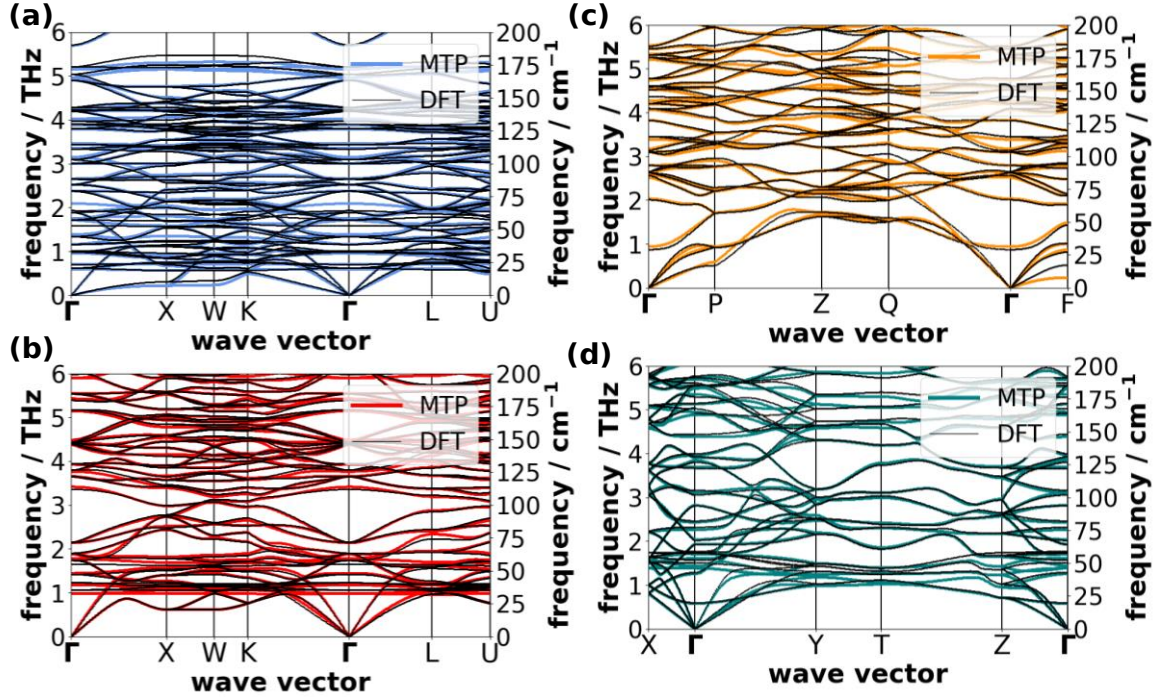 (a)
frequency / THz
6
5
4
3
2
1
0
MTP
DFT
200
175
150
125
100
75
50
25
0
frequency / cm⁻¹
Γ X W K Γ L U
wave vector
(c)
frequency / THz
6
5
4
3
2
1
0
MTP
DFT
200
175
150
125
100
75
50
25
0
frequency / cm⁻¹
Γ P Z Q Γ F
wave vector
(b)
frequency / THz
6
5
4
3
2
1
0
MTP
DFT
200
175
150
125
100
75
50
25
0
frequency / cm⁻¹
Γ X W K Γ L U
wave vector
(d)
frequency / THz
6
5
4
3
2
1
0
MTP
DFT
200
175
150
125
100
75
50
25
0
frequency / cm⁻¹
X Γ Y T Z Γ
wave vector